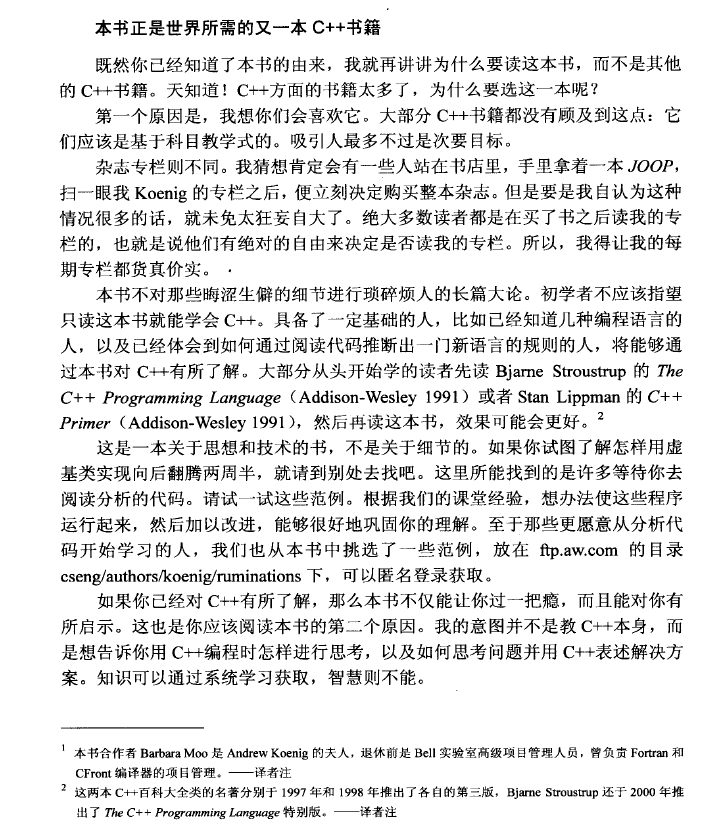 本书正是世界所需的又一本 C++书籍
既然你已经知道了本书的由来，我就再讲讲为什么要读这本书，而不是其他
的 C++书籍。天知道！C++方面的书籍太多了，为什么要选这一本呢？
第一个原因是，我想你们会喜欢它。大部分 C++书籍都没有顾及到这点：它
们应该是基于科目教学式的。吸引人最多不过是次要目标。
杂志专栏则不同。我猜想肯定会有一些人站在书店里，手里拿着一本 JOOP，
扫一眼我 Koenig 的专栏之后，便立刻决定购买整本杂志。但是要是我自认为这种
情况很多的话，就未免太狂妄自大了。绝大多数读者都是在买了书之后读我的专
栏的，也就是说他们有绝对的自由来决定是否读我的专栏。所以，我得让我的每
期专栏都货真价实。
本书不对那些晦涩生僻的细节进行琐碎烦人的长篇大论。初学者不应该指望
只读这本书就能学会 C++。具备了一定基础的人，比如已经知道几种编程语言的
人，以及已经体会到如何通过阅读代码推断出一门新语言的规则的人，将能够通
过本书对 C++有所了解。大部分从头开始学的读者先读 Bjarne Stroustrup 的 The
C++ Programming Language（Addison-Wesley 1991）或者 Stan Lippman 的 C++
Primer（Addison-Wesley 1991），然后再读这本书，效果可能会更好。2
这是一本关于思想和技术的书，不是关于细节的。如果你试图了解怎样用虚
基类实现向后翻腾两周半，就请到别处去找吧。这里所能找到的是许多等待你去
阅读分析的代码。请试一试这些范例。根据我们的课堂经验，想办法使这些程序
运行起来，然后加以改进，能够很好地巩固你的理解。至于那些更愿意从分析代
码开始学习的人，我们也从本书中挑选了一些范例，放在 ftp.aw.com 的目录
cseng/authors/koenig/ruminations 下，可以匿名登录获取。
如果你已经对 C++有所了解，那么本书不仅能让你过一把瘾，而且能对你有
所启示。这也是你应该阅读本书的第二个原因。我的意图并不是教 C++本身，而
是想告诉你用 C++编程时怎样进行思考，以及如何思考问题并用 C++表述解决方
案。知识可以通过系统学习获取，智慧则不能。
1 本书合作者 Barbara Moo 是 Andrew Koenig 的夫人，退休前是 Bell 实验室高级项目管理人员，曾负责 Fortran 和
CFront 编译器的项目管理。——译者注
2 这两本 C++百科大全类的名著分别于 1997 年和 1998 年推出了各自的第三版，Bjarne Stroustrup 还于 2000 年推
出了 The C++ Programming Language 特别版。——译者注